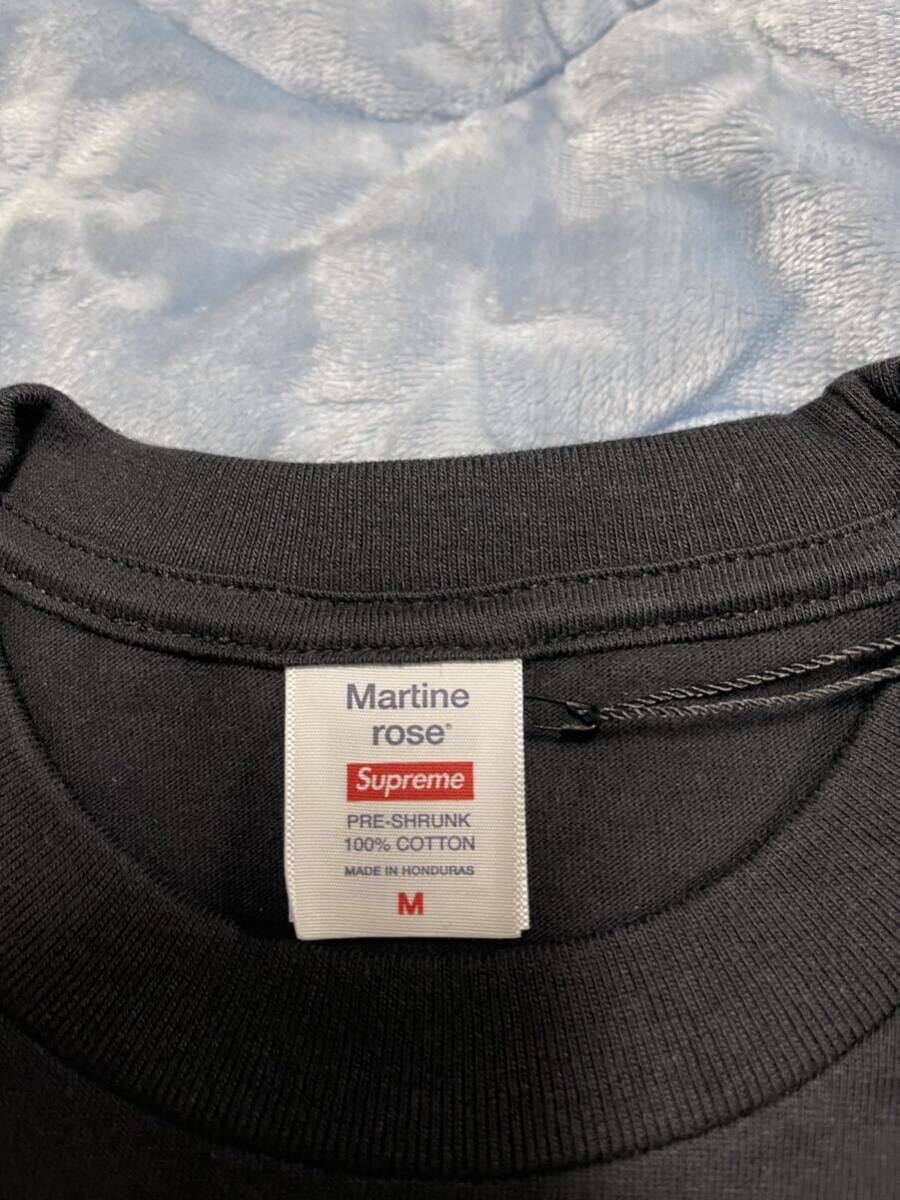 Martine
rose®
Supreme
PRE-SHRUNK
100% COTTON
MADE IN HONDURAS
M